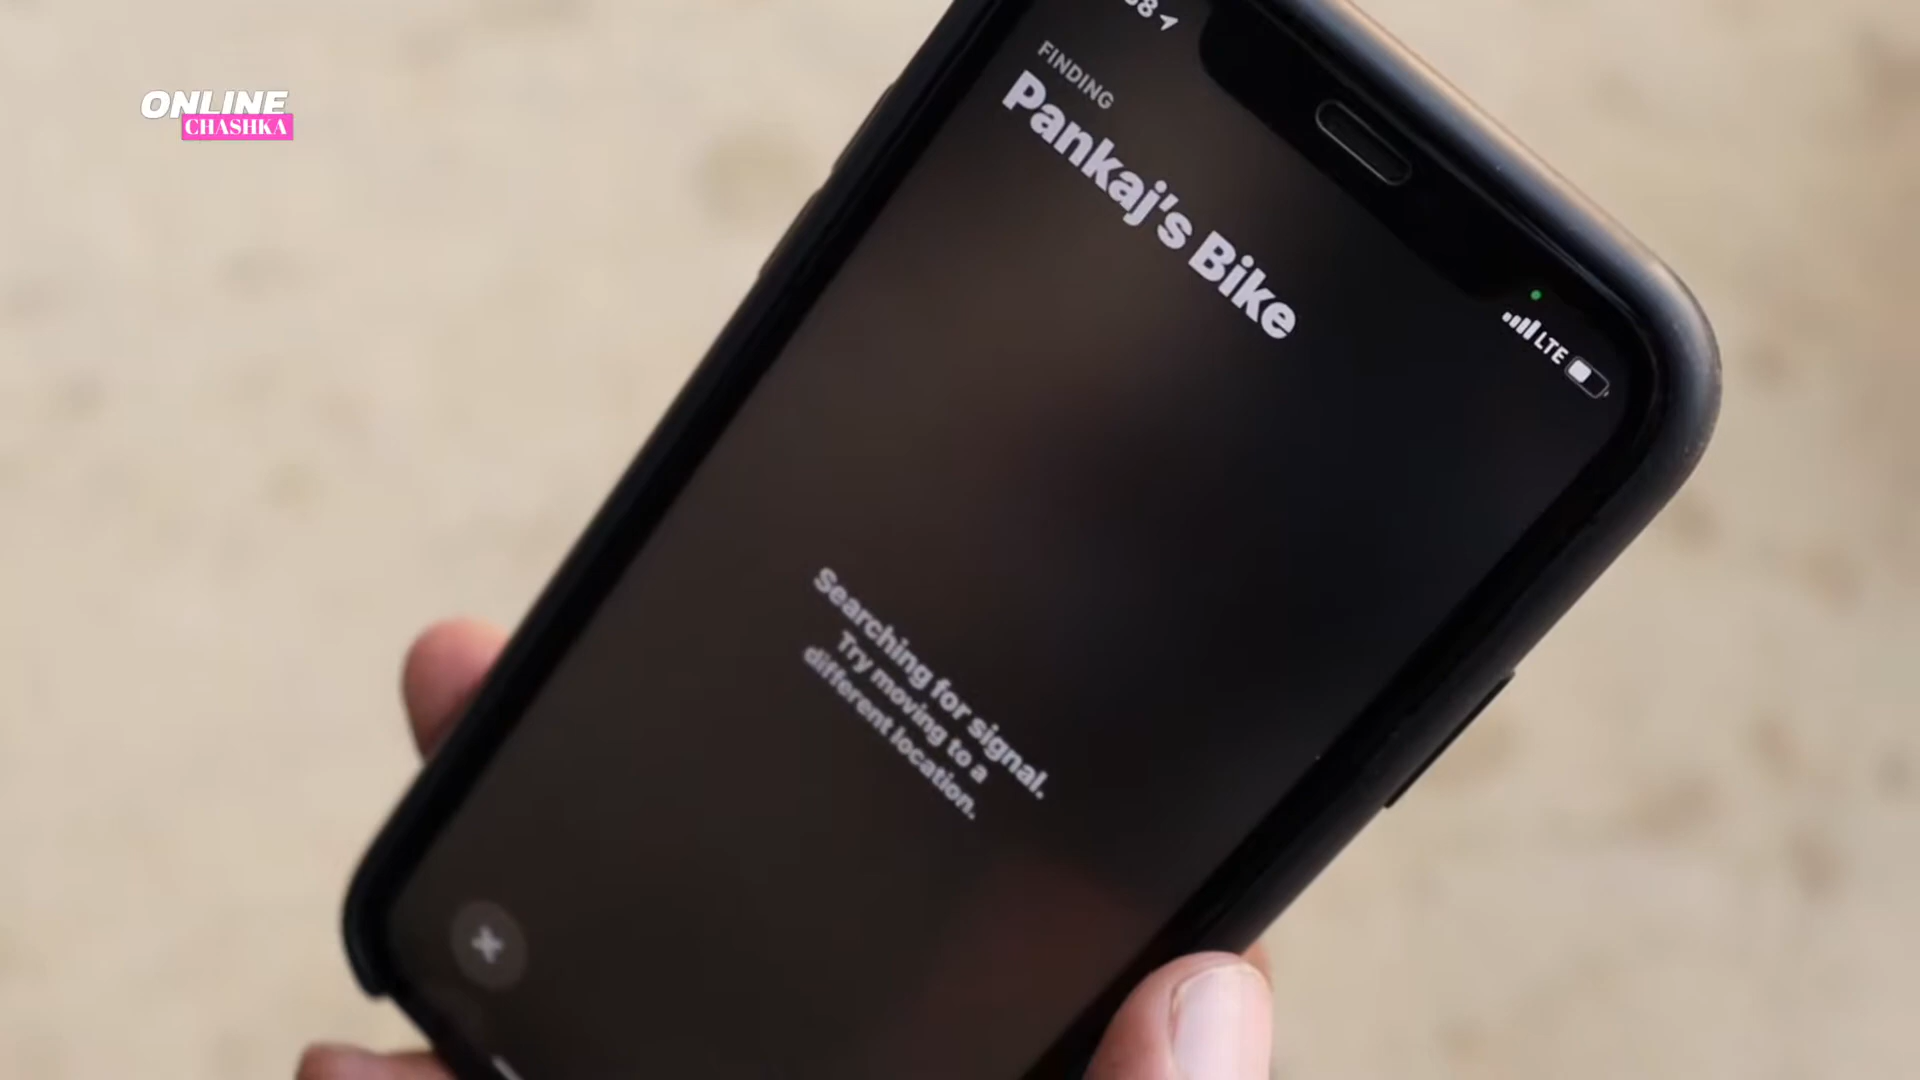 ONLINE
CHASHKA
FINDING
Pankaj's Bike
LTE
Searching for signal.
Try moving to a
different location.